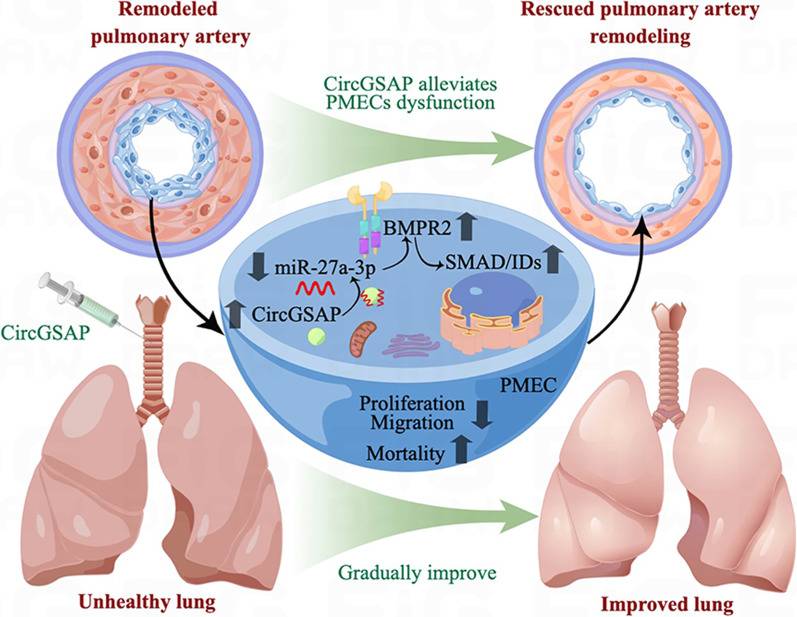 Remodeled
pulmonary artery
Rescued pulmonary artery
remodeling
CircGSAP alleviates
PMECs dysfunction
BMPR2
miR-27a-3p
SMAD/IDs
CircGSAP
CircGSAP
PMEC
Proliferation
Migration
Mortality
Gradually improve
Unhealthy lung
Improved lung